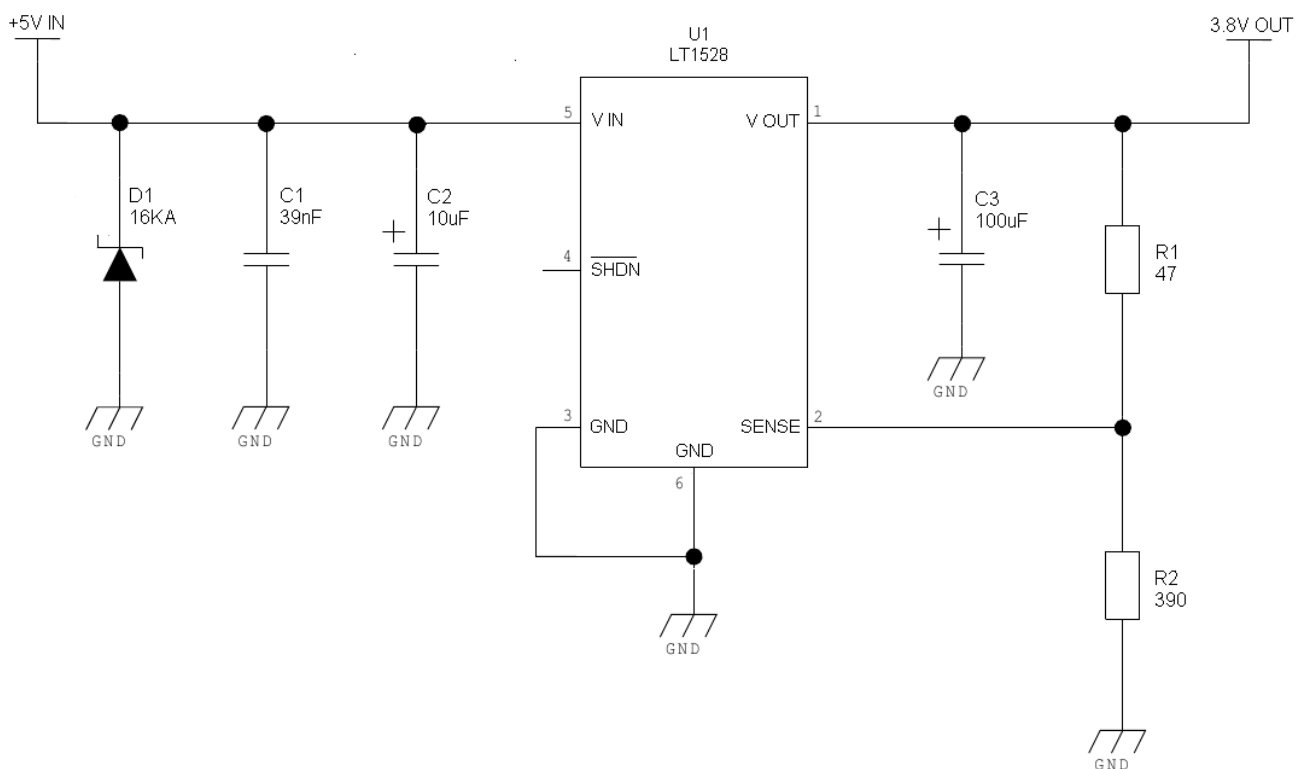 +5V IN
U1
LT1528
3.8V OUT
5
V IN
V OUT
1
D1
16KA
C1
39nF
C2
10uF
+
C3
100uF
+
4
SHDN
R1
47
3
GND
SENSE
2
GND
6
GND
GND
GND
GND
R2
390
GND
GND